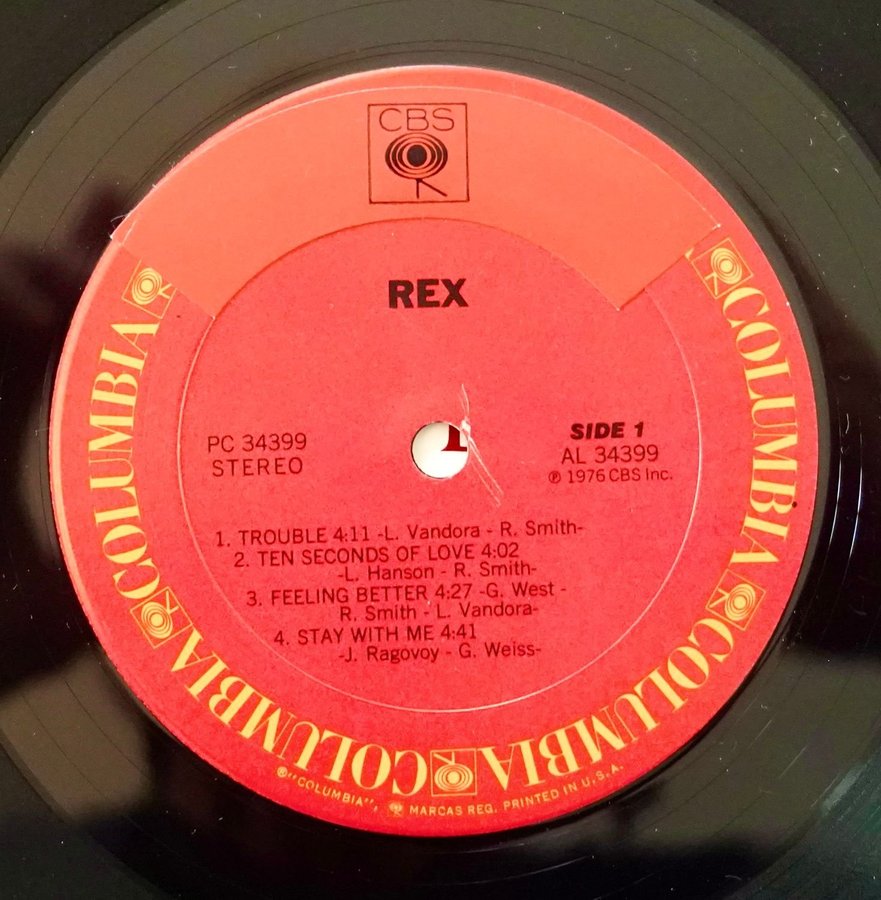 CBS
REX
PC 34399
STEREO
SIDE 1
AL 34399
℗ 1976 CBS Inc.
1. TROUBLE 4:11 -L. Vandora - R. Smith-
2. TEN SECONDS OF LOVE 4:02
-L. Hanson - R. Smith-
3. FEELING BETTER 4:27 -G. West -
R. Smith - L. Vandora-
4. STAY WITH ME 4:41
-J. Ragovoy - G. Weiss-
COLUMBIA
COLUMBIA
COLUMBIA
COLUMBIA
COLUMBIA
®"COLUMBIA", MARCAS REG. PRINTED IN U.S.A.